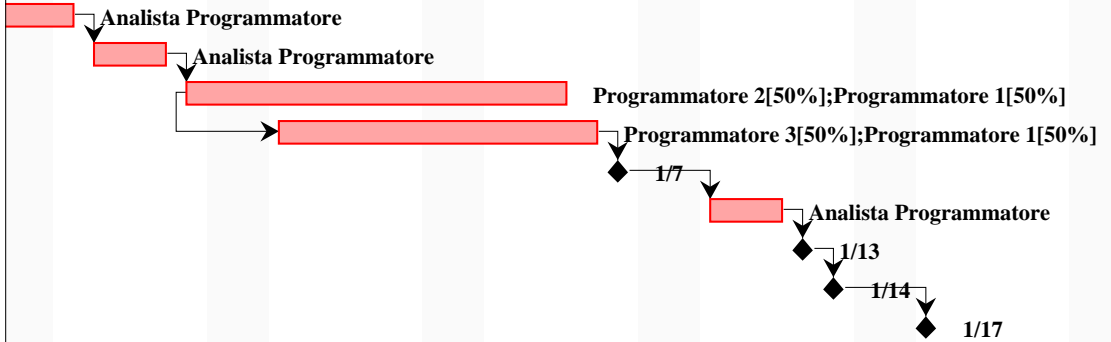 Analista Programmatore
Analista Programmatore
Programmatore 2[50%];Programmatore 1[50%]
Programmatore 3[50%];Programmatore 1[50%]
1/7
Analista Programmatore
1/13
1/14
1/17